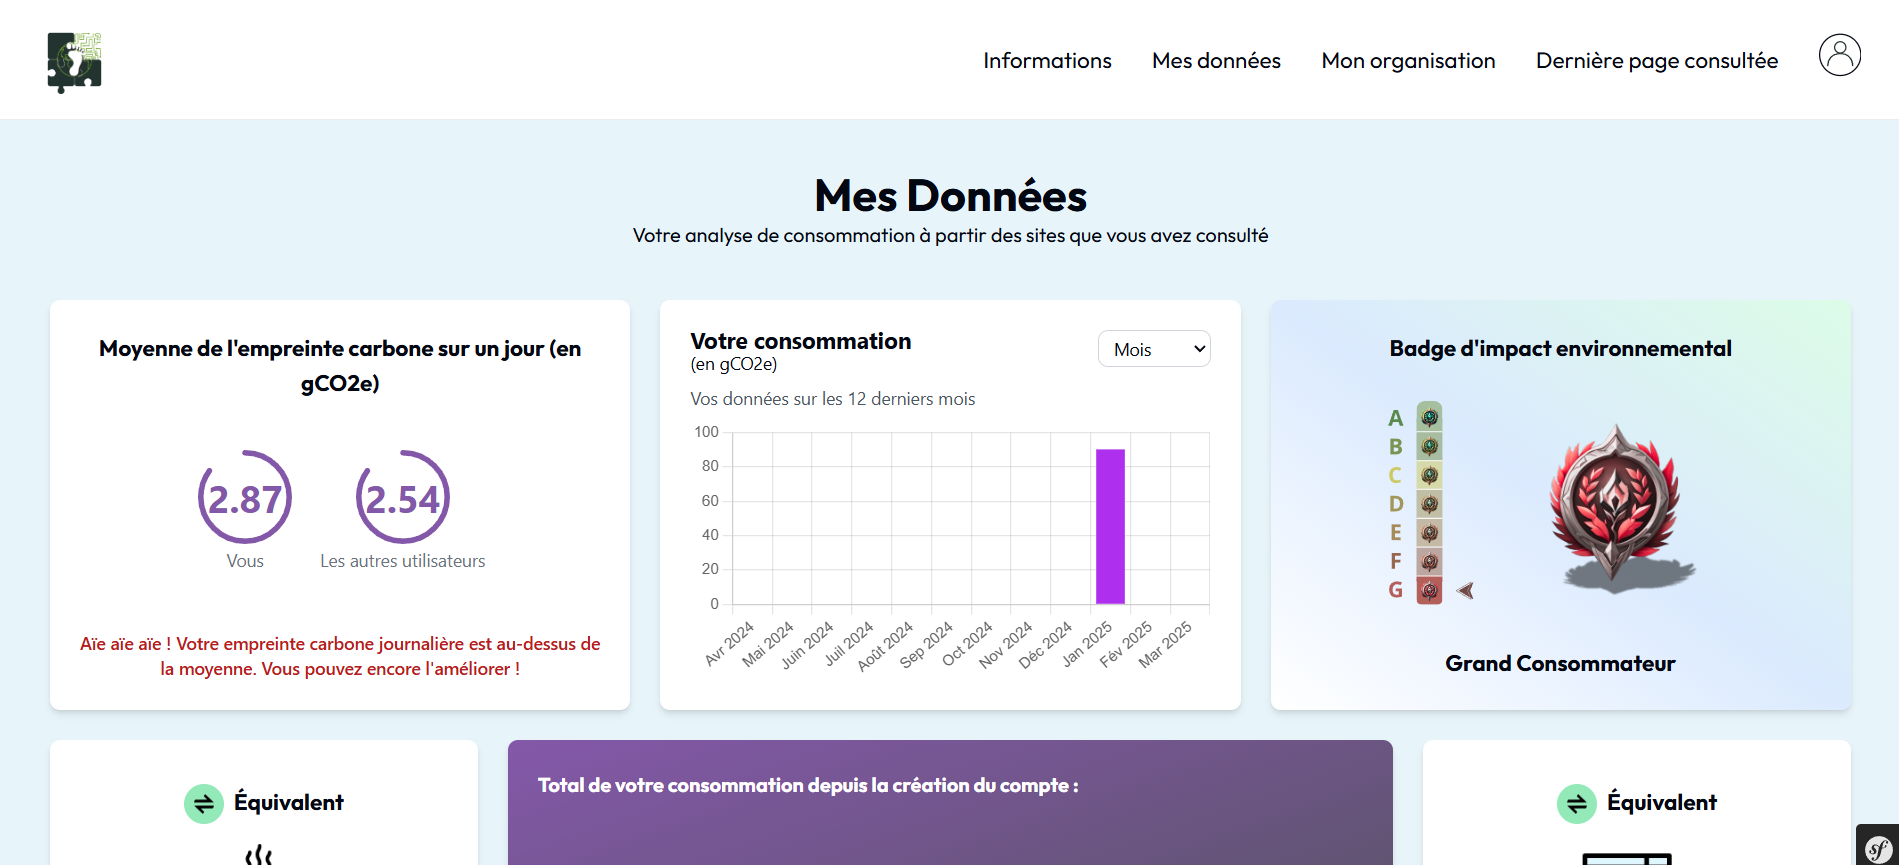 Informations
Mes données
Mon organisation
Dernière page consultée
Mes Données
Votre analyse de consommation à partir des sites que vous avez consulté
Moyenne de l'empreinte carbone sur un jour (en
gCO2e)
2.87
2.54
Vous
Les autres utilisateurs
Aïe aïe aïe ! Votre empreinte carbone journalière est au-dessus de
la moyenne. Vous pouvez encore l'améliorer !
Votre consommation
(en gCO2e)
Mois
Vos données sur les 12 derniers mois
100
80
60
40
20
0
Avr 2024
Mai 2024
Juin 2024
Juil 2024
Août 2024
Sep 2024
Oct 2024
Nov 2024
Déc 2024
Jan 2025
Fév 2025
Mar 2025
Badge d'impact environnemental
A
B
C
D
E
F
G
Grand Consommateur
Équivalent
Total de votre consommation depuis la création du compte :
Équivalent
sf